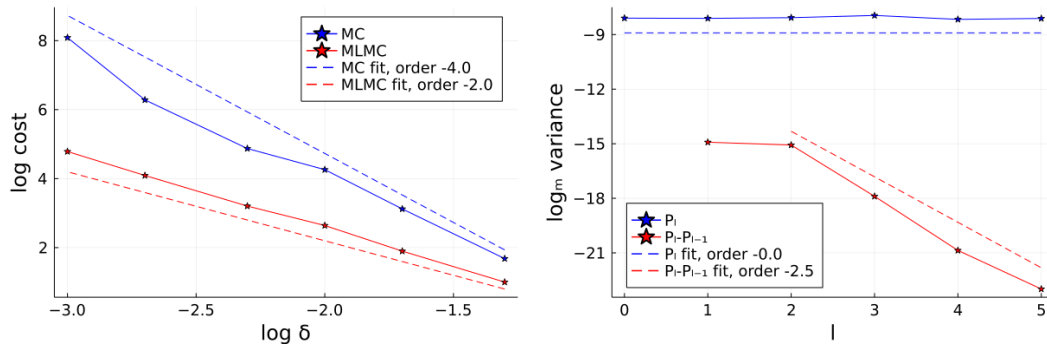 8
6
4
2
log cost
MC
MLMC
MC fit, order -4.0
MLMC fit, order -2.0
−3.0
−2.5
−2.0
−1.5
log δ
−9
−12
−15
−18
−21
logₘ variance
Pₗ
Pₗ-Pₗ₋₁
Pₗ fit, order -0.0
Pₗ-Pₗ₋₁ fit, order -2.5
0
1
2
3
4
5
l